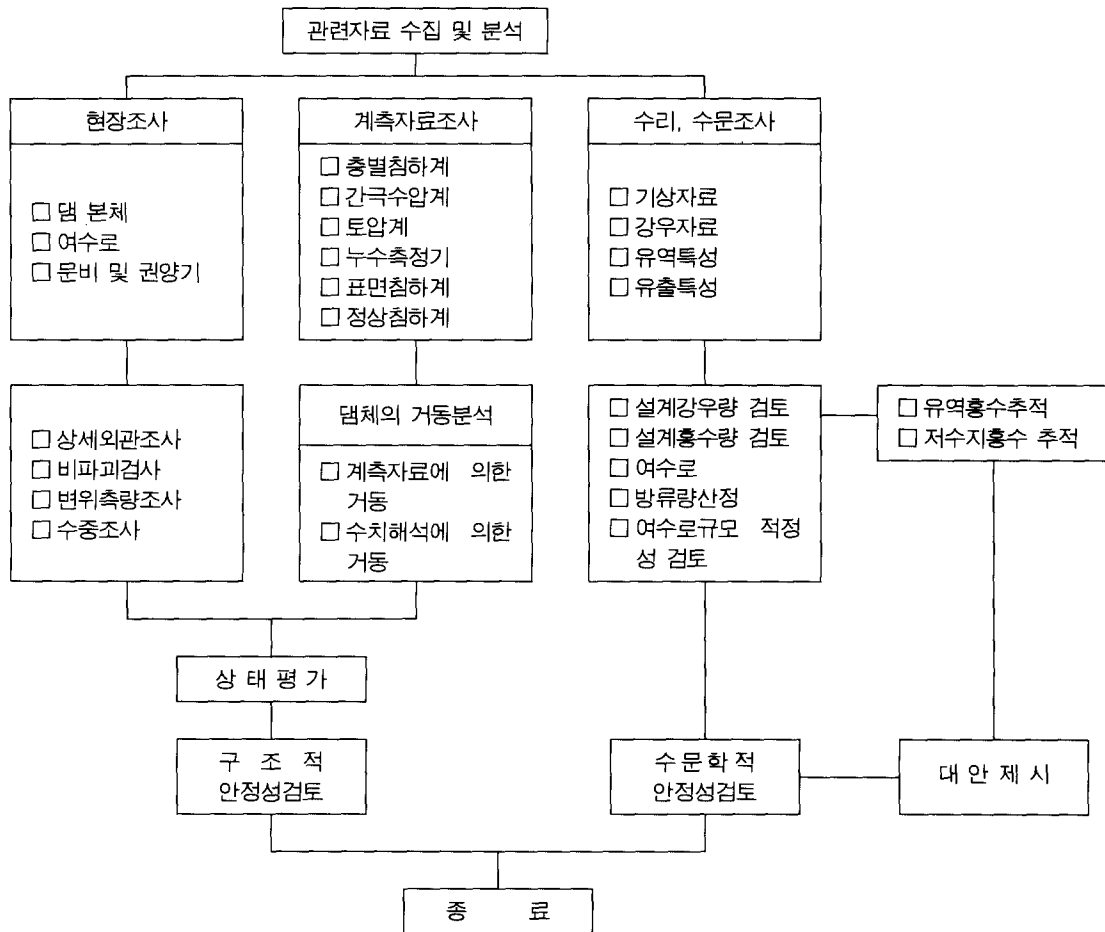 관련자료 수집 및 분석
현장조사
□ 댐 본체
□ 여수로
□ 문비 및 권양기
계측자료조사
□ 층별침하계
□ 간극수압계
□ 토압계
□ 누수측정기
□ 표면침하계
□ 정상침하계
수리, 수문조사
□ 기상자료
□ 강우자료
□ 유역특성
□ 유출특성
□ 상세외관조사
□ 비파괴검사
□ 변위측량조사
□ 수중조사
댐체의 거동분석
□ 계측자료에 의한
거동
□ 수치해석에 의한
거동
□ 설계강우량 검토
□ 설계홍수량 검토
□ 여수로
□ 방류량산정
□ 여수로규모 적정
성 검토
□ 유역홍수추적
□ 저수지홍수 추적
상 태 평 가
구 조 적
안정성검토
수 문 학 적
안정성검토
대 안 제 시
종 료